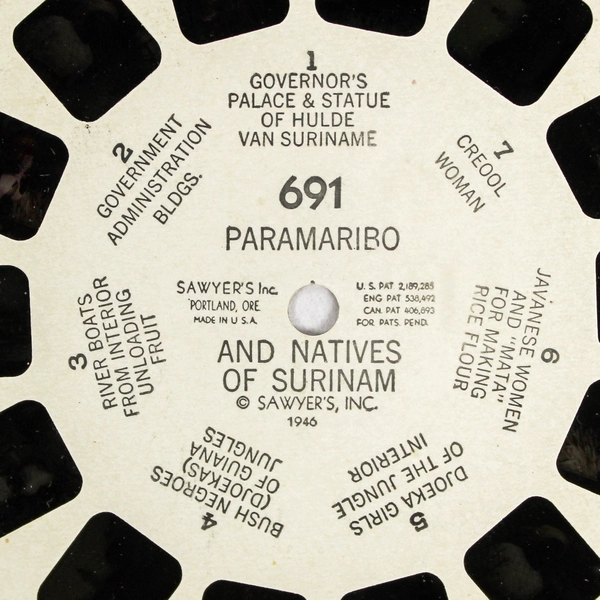 1
GOVERNOR'S
PALACE & STATUE
OF HULDE
VAN SURINAME
2
GOVERNMENT
ADMINISTRATION
BLDGS.
7
CREOOL
WOMAN
691
PARAMARIBO
SAWYER'S Inc.
PORTLAND, ORE.
MADE IN U.S.A.
U.S. PAT 2,189,285
ENG PAT 538,492
CAN. PAT 406,693
FOR. PATS. PEND.
AND NATIVES
OF SURINAM
© SAWYER'S, INC.
1946
3
RIVER BOATS
FROM INTERIOR
UNLOADING
FRUIT
4
BUSH NEGROES
(DJOEKAS)
OF GUIANA
JUNGLES
5
DJOEKA GIRLS
OF THE JUNGLE
INTERIOR
6
JAVANESE WOMEN
AND "MATA"
FOR MAKING
RICE FLOUR